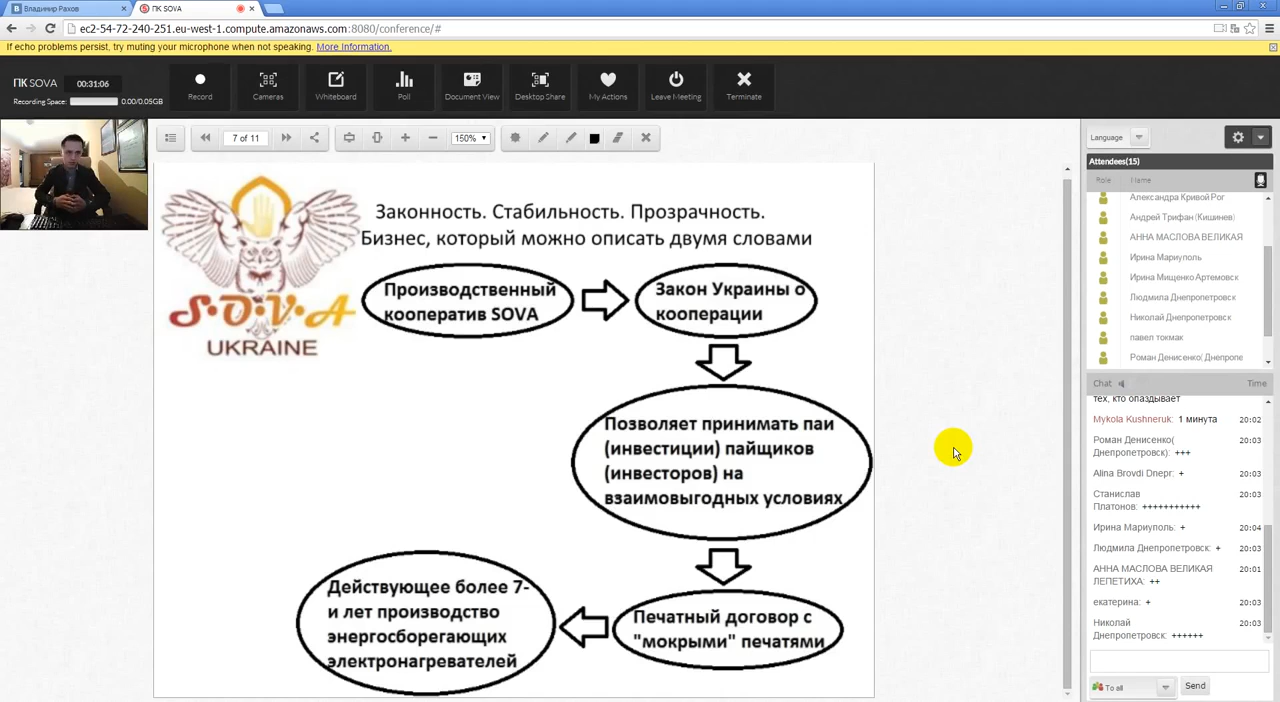 Владимир Рахов
ПК SOVA
ec2-54-72-240-251.eu-west-1.compute.amazonaws.com:8080/conference/#
If echo problems persist, try muting your microphone when not speaking. More Information.
ПК SOVA
00:31:06
Recording Space:
0.00/0.05GB
Record
Cameras
Whiteboard
Poll
Document View
Desktop Share
My Actions
Leave Meeting
Terminate
7 of 11
150%
Законность. Стабильность. Прозрачность.
Бизнес, который можно описать двумя словами
S·O·V·A
UKRAINE
Производственный
кооператив SOVA
Закон Украины о
кооперации
Позволяет принимать паи
(инвестиции) пайщиков
(инвесторов) на
взаимовыгодных условиях
Печатный договор с
"мокрыми" печатями
Действующее более 7-
и лет производство
энергосборегающих
электронагревателей
Language
Attendees(15)
Role
Name
Александра Кривой Рог
Андрей Трифан(Кишинев)
АННА МАСЛОВА ВЕЛИКАЯ
Ирина Мариуполь
Ирина Мищенко Артемовск
Людмила Днепропетровск
Николай Днепропетровск
павел токмак
Роман Денисенко( Днепропе
Chat
Time
тех, кто опаздывает
Mykola Kushneruk: 1 минута 20:02
Роман Денисенко( 20:03
Днепропетровск): +++
Alina Brovdi Dnepr: + 20:03
Станислав 20:03
Платонов: +++++++++++
Ирина Мариуполь: + 20:04
Людмила Днепропетровск: + 20:03
АННА МАСЛОВА ВЕЛИКАЯ 20:01
ЛЕПЕТИХА: ++
екатерина: + 20:03
Николай 20:03
Днепропетровск: ++++++
To all
Send